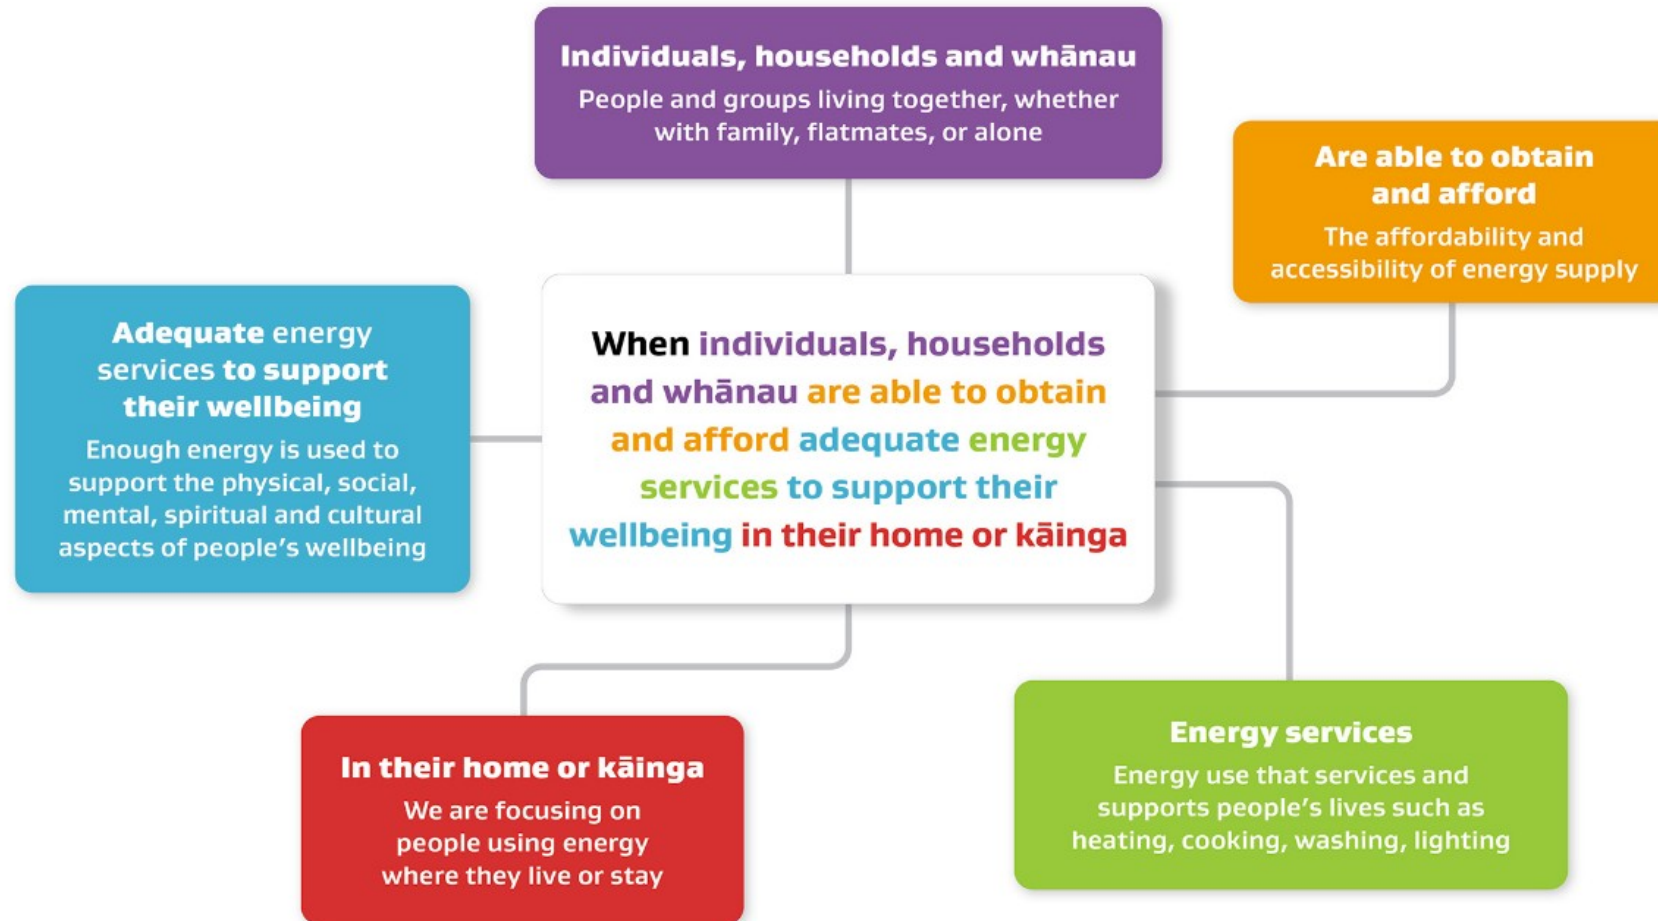 Individuals, households and whānau
People and groups living together, whether
with family, flatmates, or alone
Are able to obtain
and afford
The affordability and
accessibility of energy supply
Adequate energy
services to support
their wellbeing
Enough energy is used to
support the physical, social,
mental, spiritual and cultural
aspects of people’s wellbeing
When individuals, households
and whānau are able to obtain
and afford adequate energy
services to support their
wellbeing in their home or kāinga
In their home or kāinga
We are focusing on
people using energy
where they live or stay
Energy services
Energy use that services and
supports people’s lives such as
heating, cooking, washing, lighting